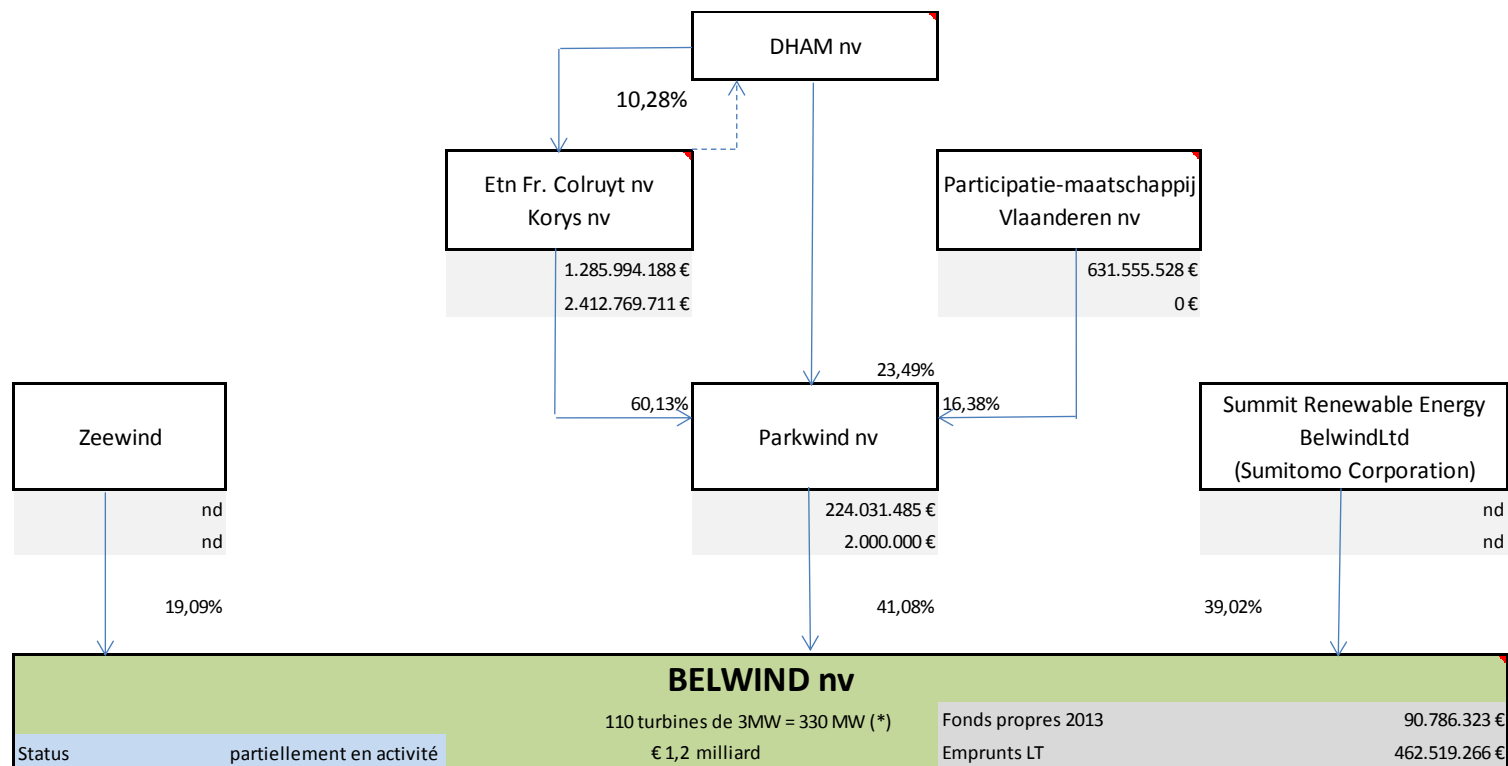 DHAM nv
10,28%
Etn Fr. Colruyt nv
Korys nv
Participatie-maatschappij
Vlaanderen nv
1.285.994.188 €
631.555.528 €
2.412.769.711 €
0 €
23,49%
60,13%
16,38%
Zeewind
Parkwind nv
Summit Renewable Energy
BelwindLtd
(Sumitomo Corporation)
nd
224.031.485 €
nd
nd
2.000.000 €
nd
19,09%
41,08%
39,02%
BELWIND nv
110 turbines de 3MW = 330 MW (*)
Fonds propres 2013
90.786.323 €
Status
partiellement en activité
€ 1,2 milliard
Emprunts LT
462.519.266 €